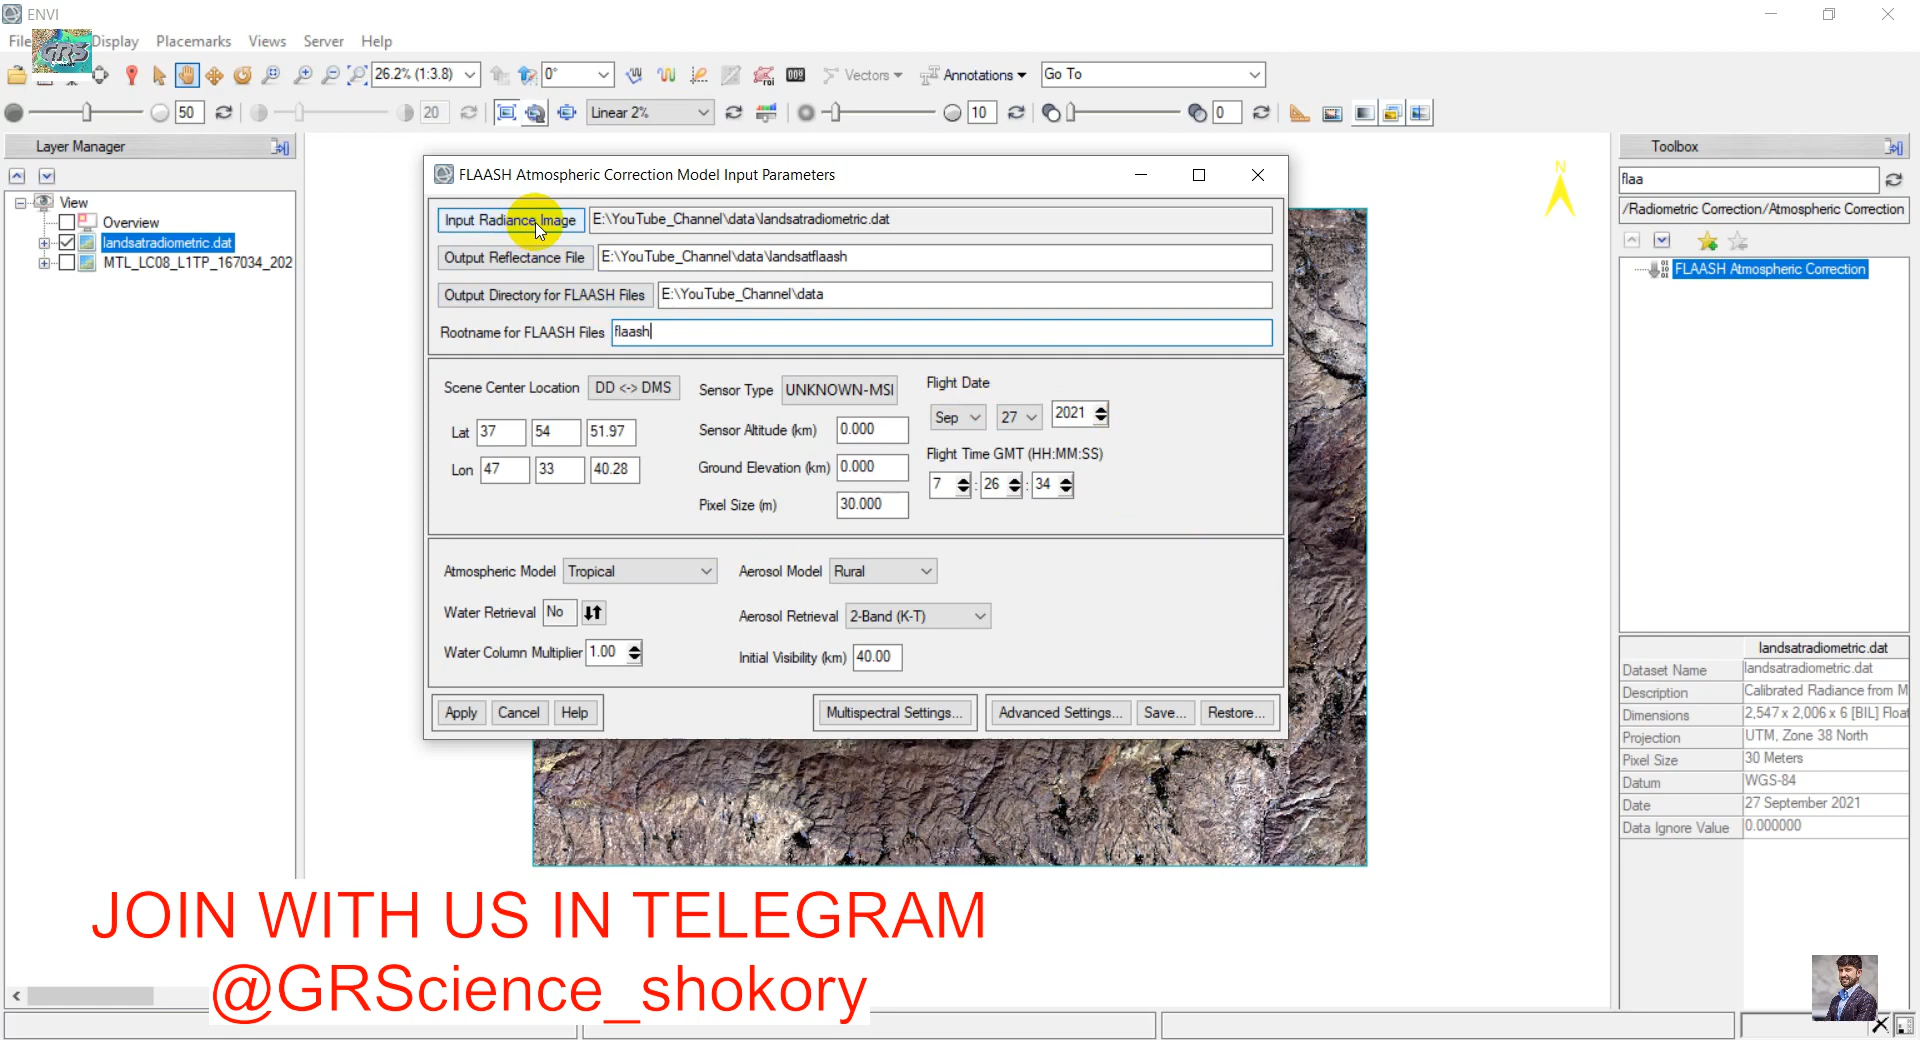 ENVI
File
Display
Placemarks
Views
Server
Help
GRS
26.2% (1:3.8)
0°
roi
Vectors
Annotations
Go To
50
20
Linear 2%
10
0
Layer Manager
View
Overview
landsatradiometric.dat
MTL_LC08_L1TP_167034_202
FLAASH Atmospheric Correction Model Input Parameters
Input Radiance Image
E:\YouTube_Channel\data\landsatradiometric.dat
Output Reflectance File
E:\YouTube_Channel\data\landsatflaash
Output Directory for FLAASH Files
E:\YouTube_Channel\data
Rootname for FLAASH Files
flaash
Scene Center Location
DD <-> DMS
Lat 37 54 51.97
Lon 47 33 40.28
Sensor Type
UNKNOWN-MSI
Sensor Altitude (km) 0.000
Ground Elevation (km) 0.000
Pixel Size (m) 30.000
Flight Date
Sep 27 2021
Flight Time GMT (HH:MM:SS)
7 : 26 : 34
Atmospheric Model Tropical
Water Retrieval No
Water Column Multiplier 1.00
Aerosol Model Rural
Aerosol Retrieval 2-Band (K-T)
Initial Visibility (km) 40.00
Apply
Cancel
Help
Multispectral Settings...
Advanced Settings...
Save...
Restore...
N
Toolbox
flaa
/Radiometric Correction/Atmospheric Correction
FLAASH Atmospheric Correction
landsatradiometric.dat
Dataset Name landsatradiometric.dat
Description Calibrated Radiance from M
Dimensions 2,547 x 2,006 x 6 [BIL] Float
Projection UTM, Zone 38 North
Pixel Size 30 Meters
Datum WGS-84
Date 27 September 2021
Data Ignore Value 0.000000
JOIN WITH US IN TELEGRAM
@GRScience_shokory